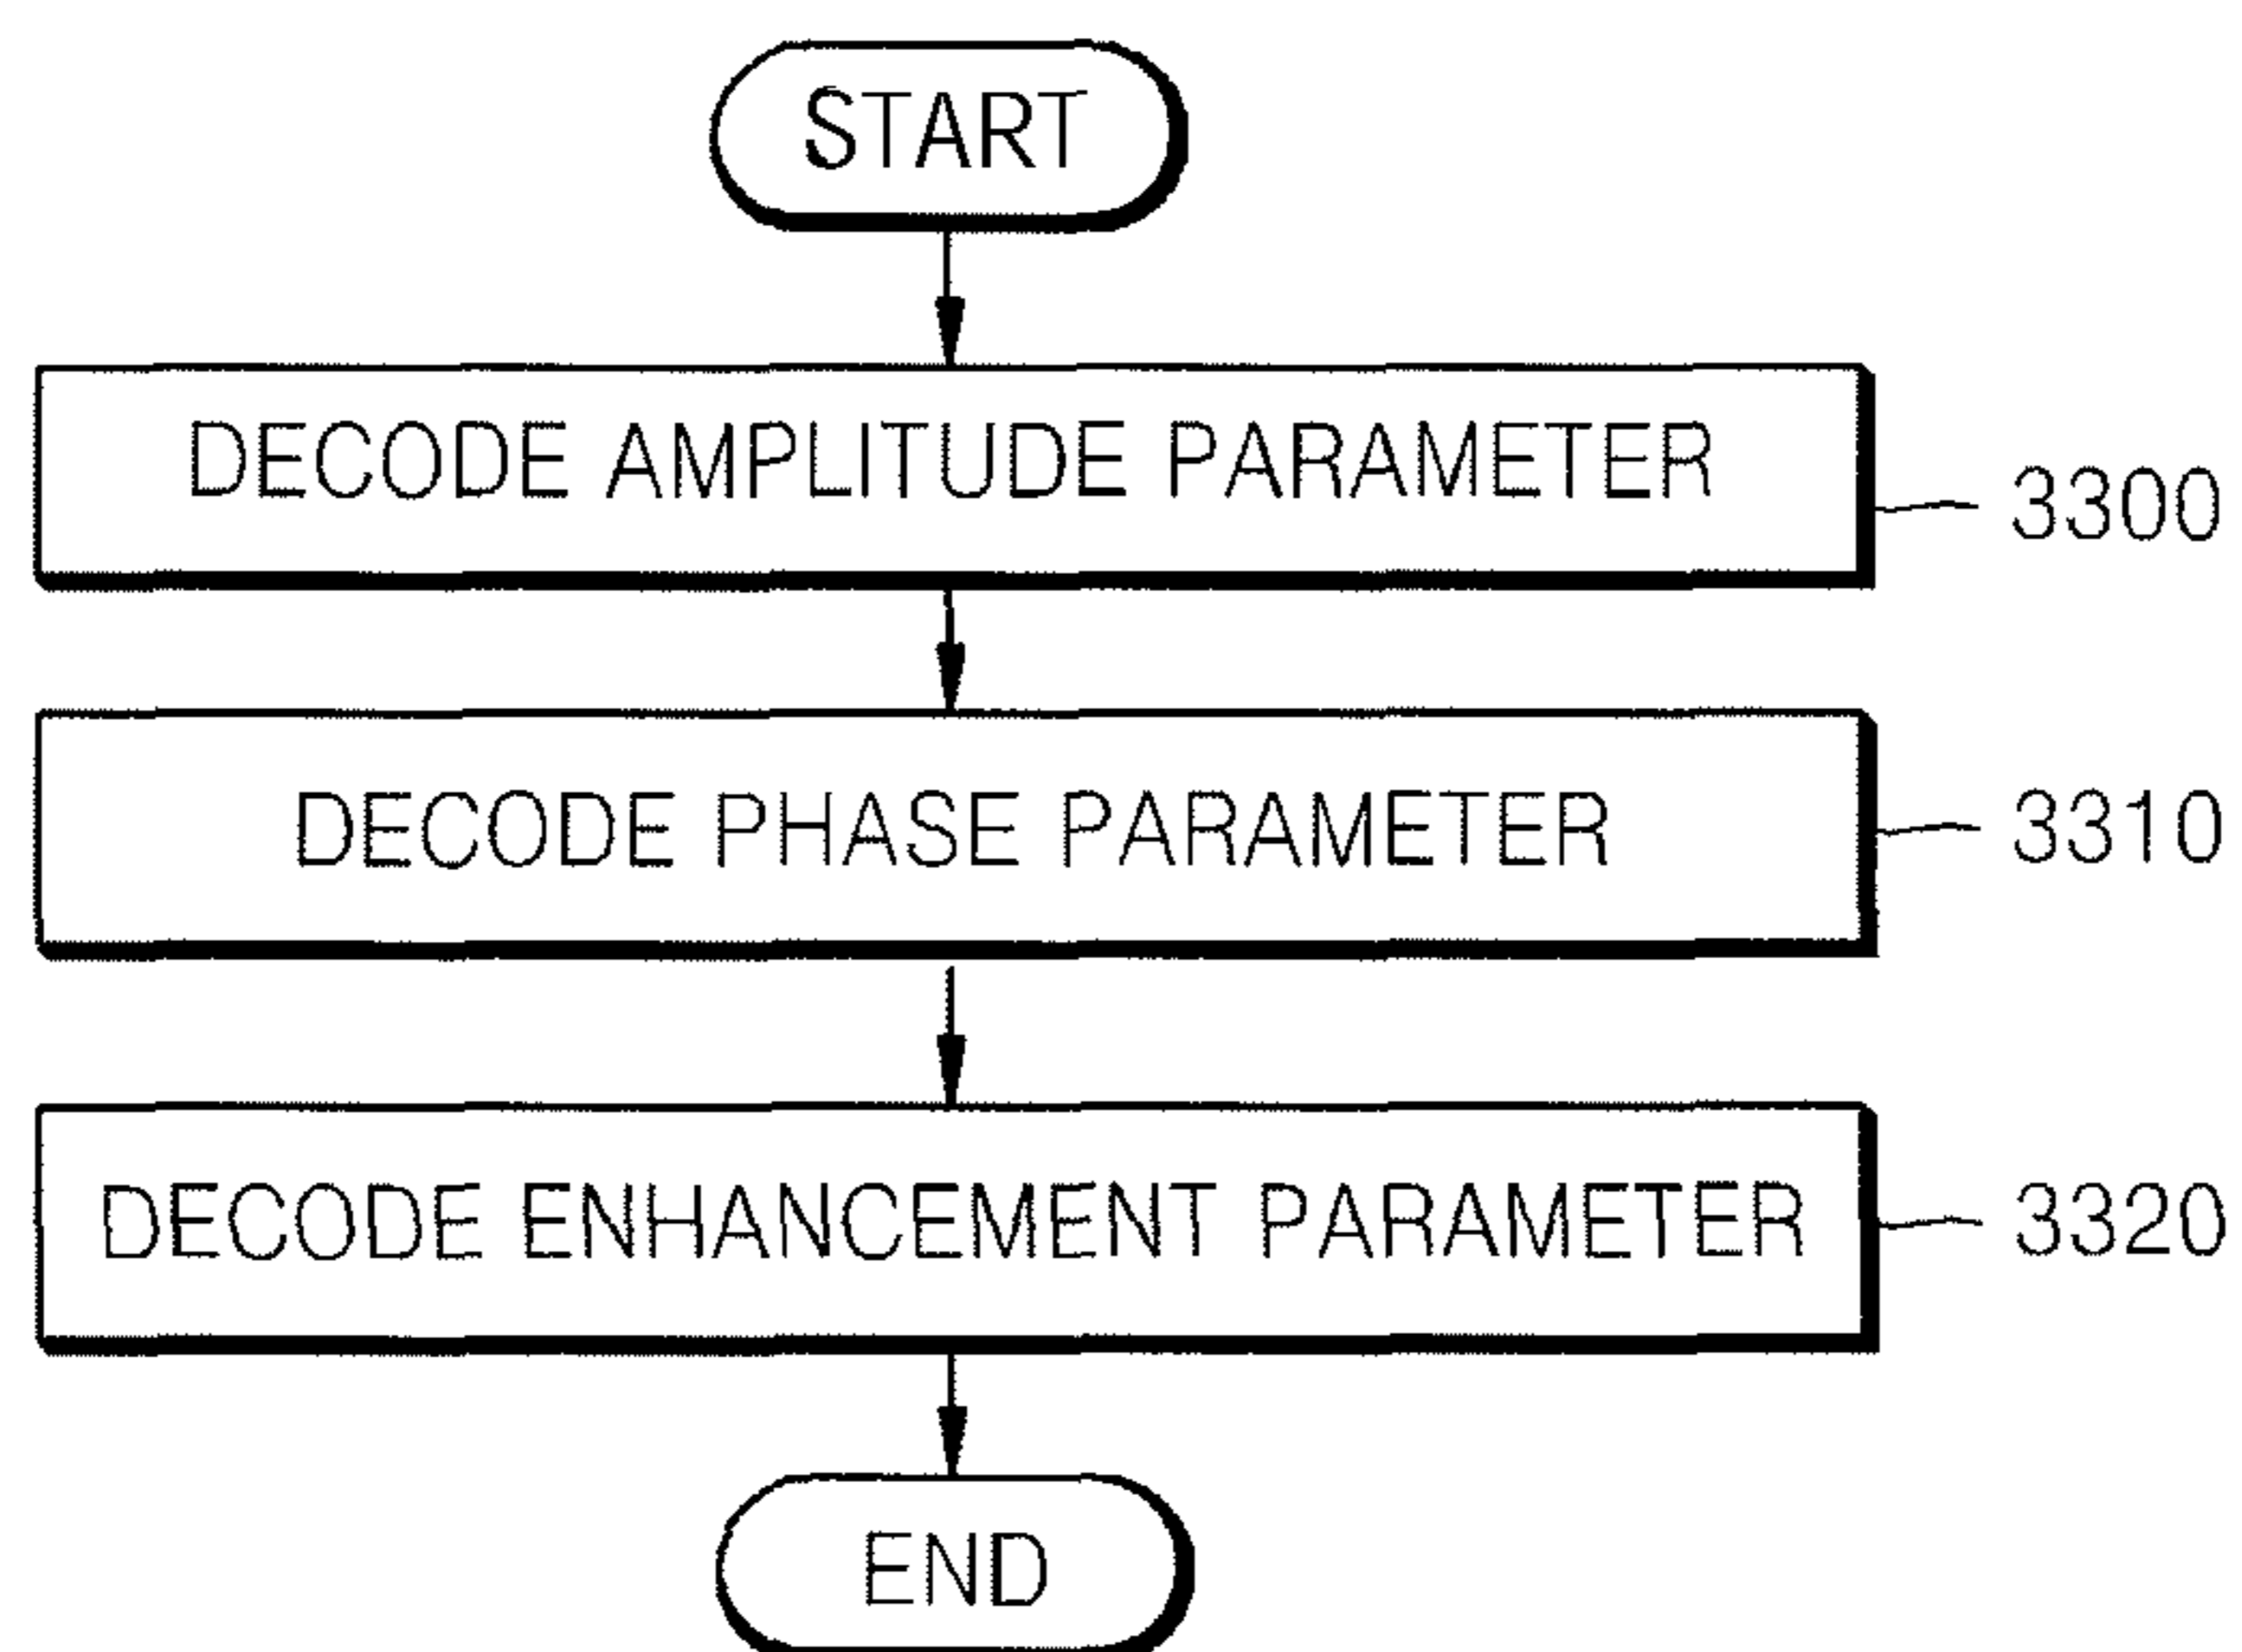 START
DECODE AMPLITUDE PARAMETER
3300
DECODE PHASE PARAMETER
3310
DECODE ENHANCEMENT PARAMETER
3320
END